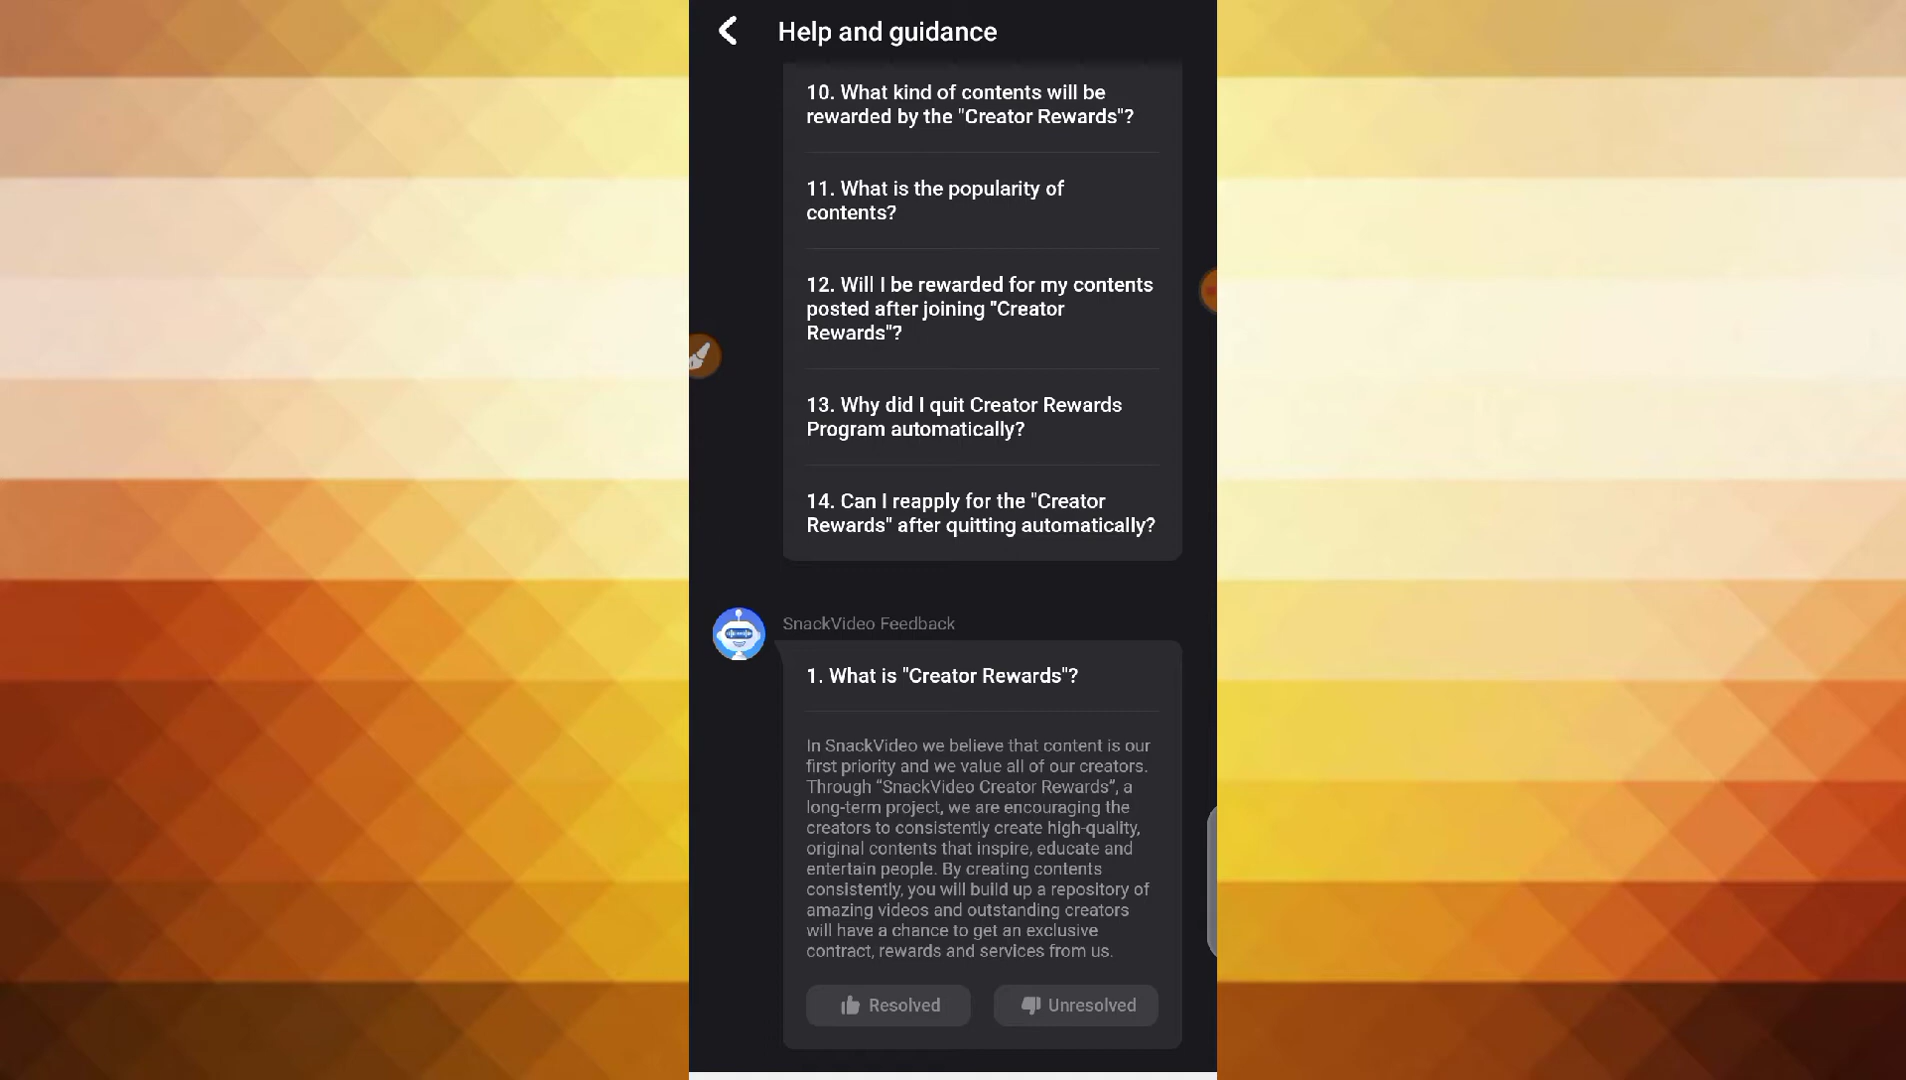 Help and guidance
10. What kind of contents will be
rewarded by the "Creator Rewards"?
11. What is the popularity of
contents?
12. Will I be rewarded for my contents
posted after joining "Creator
Rewards"?
13. Why did I quit Creator Rewards
Program automatically?
14. Can I reapply for the "Creator
Rewards" after quitting automatically?
SnackVideo Feedback
1. What is "Creator Rewards"?
In SnackVideo we believe that content is our
first priority and we value all of our creators.
Through “SnackVideo Creator Rewards”, a
long-term project, we are encouraging the
creators to consistently create high-quality,
original contents that inspire, educate and
entertain people. By creating contents
consistently, you will build up a repository of
amazing videos and outstanding creators
will have a chance to get an exclusive
contract, rewards and services from us.
Resolved
Unresolved